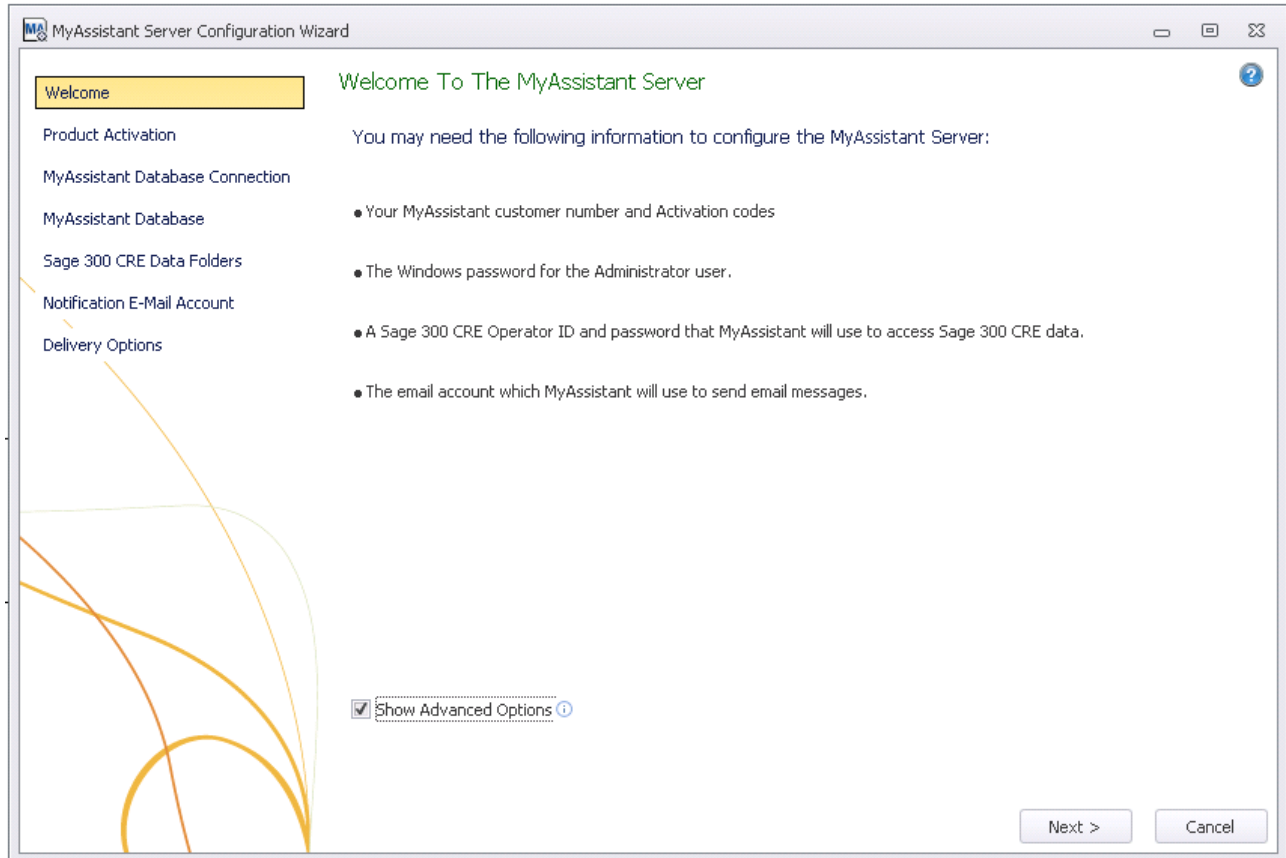 MA MyAssistant Server Configuration Wizard
Welcome
Product Activation
MyAssistant Database Connection
MyAssistant Database
Sage 300 CRE Data Folders
Notification E-Mail Account
Delivery Options
Welcome To The MyAssistant Server
?
You may need the following information to configure the MyAssistant Server:
● Your MyAssistant customer number and Activation codes
● The Windows password for the Administrator user.
● A Sage 300 CRE Operator ID and password that MyAssistant will use to access Sage 300 CRE data.
● The email account which MyAssistant will use to send email messages.
Show Advanced Options i
Next > Cancel